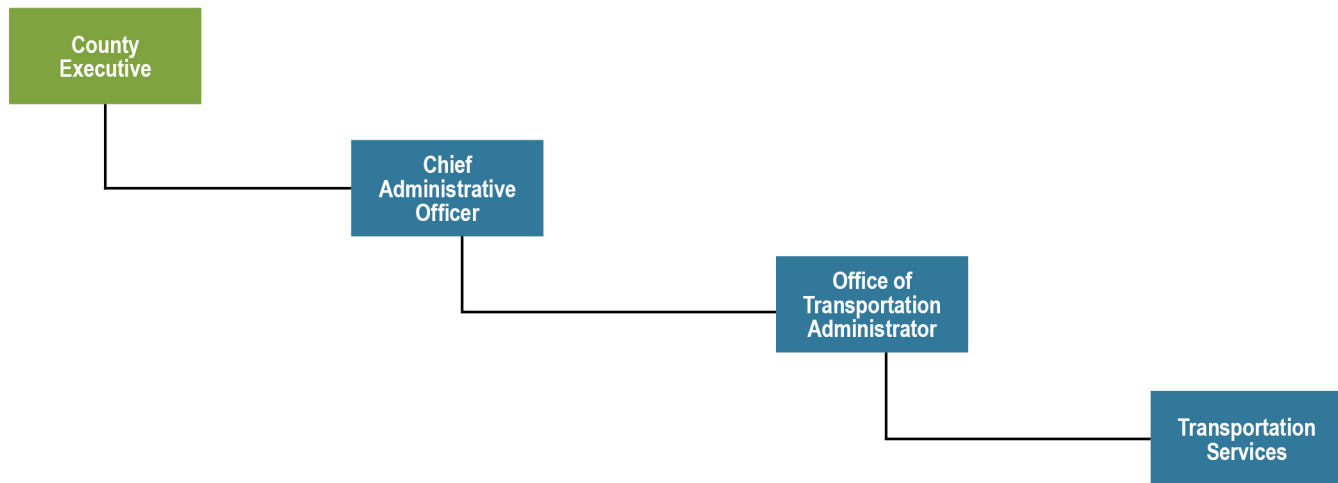 County
Executive
Chief
Administrative
Officer
Office of
Transportation
Administrator
Transportation
Services